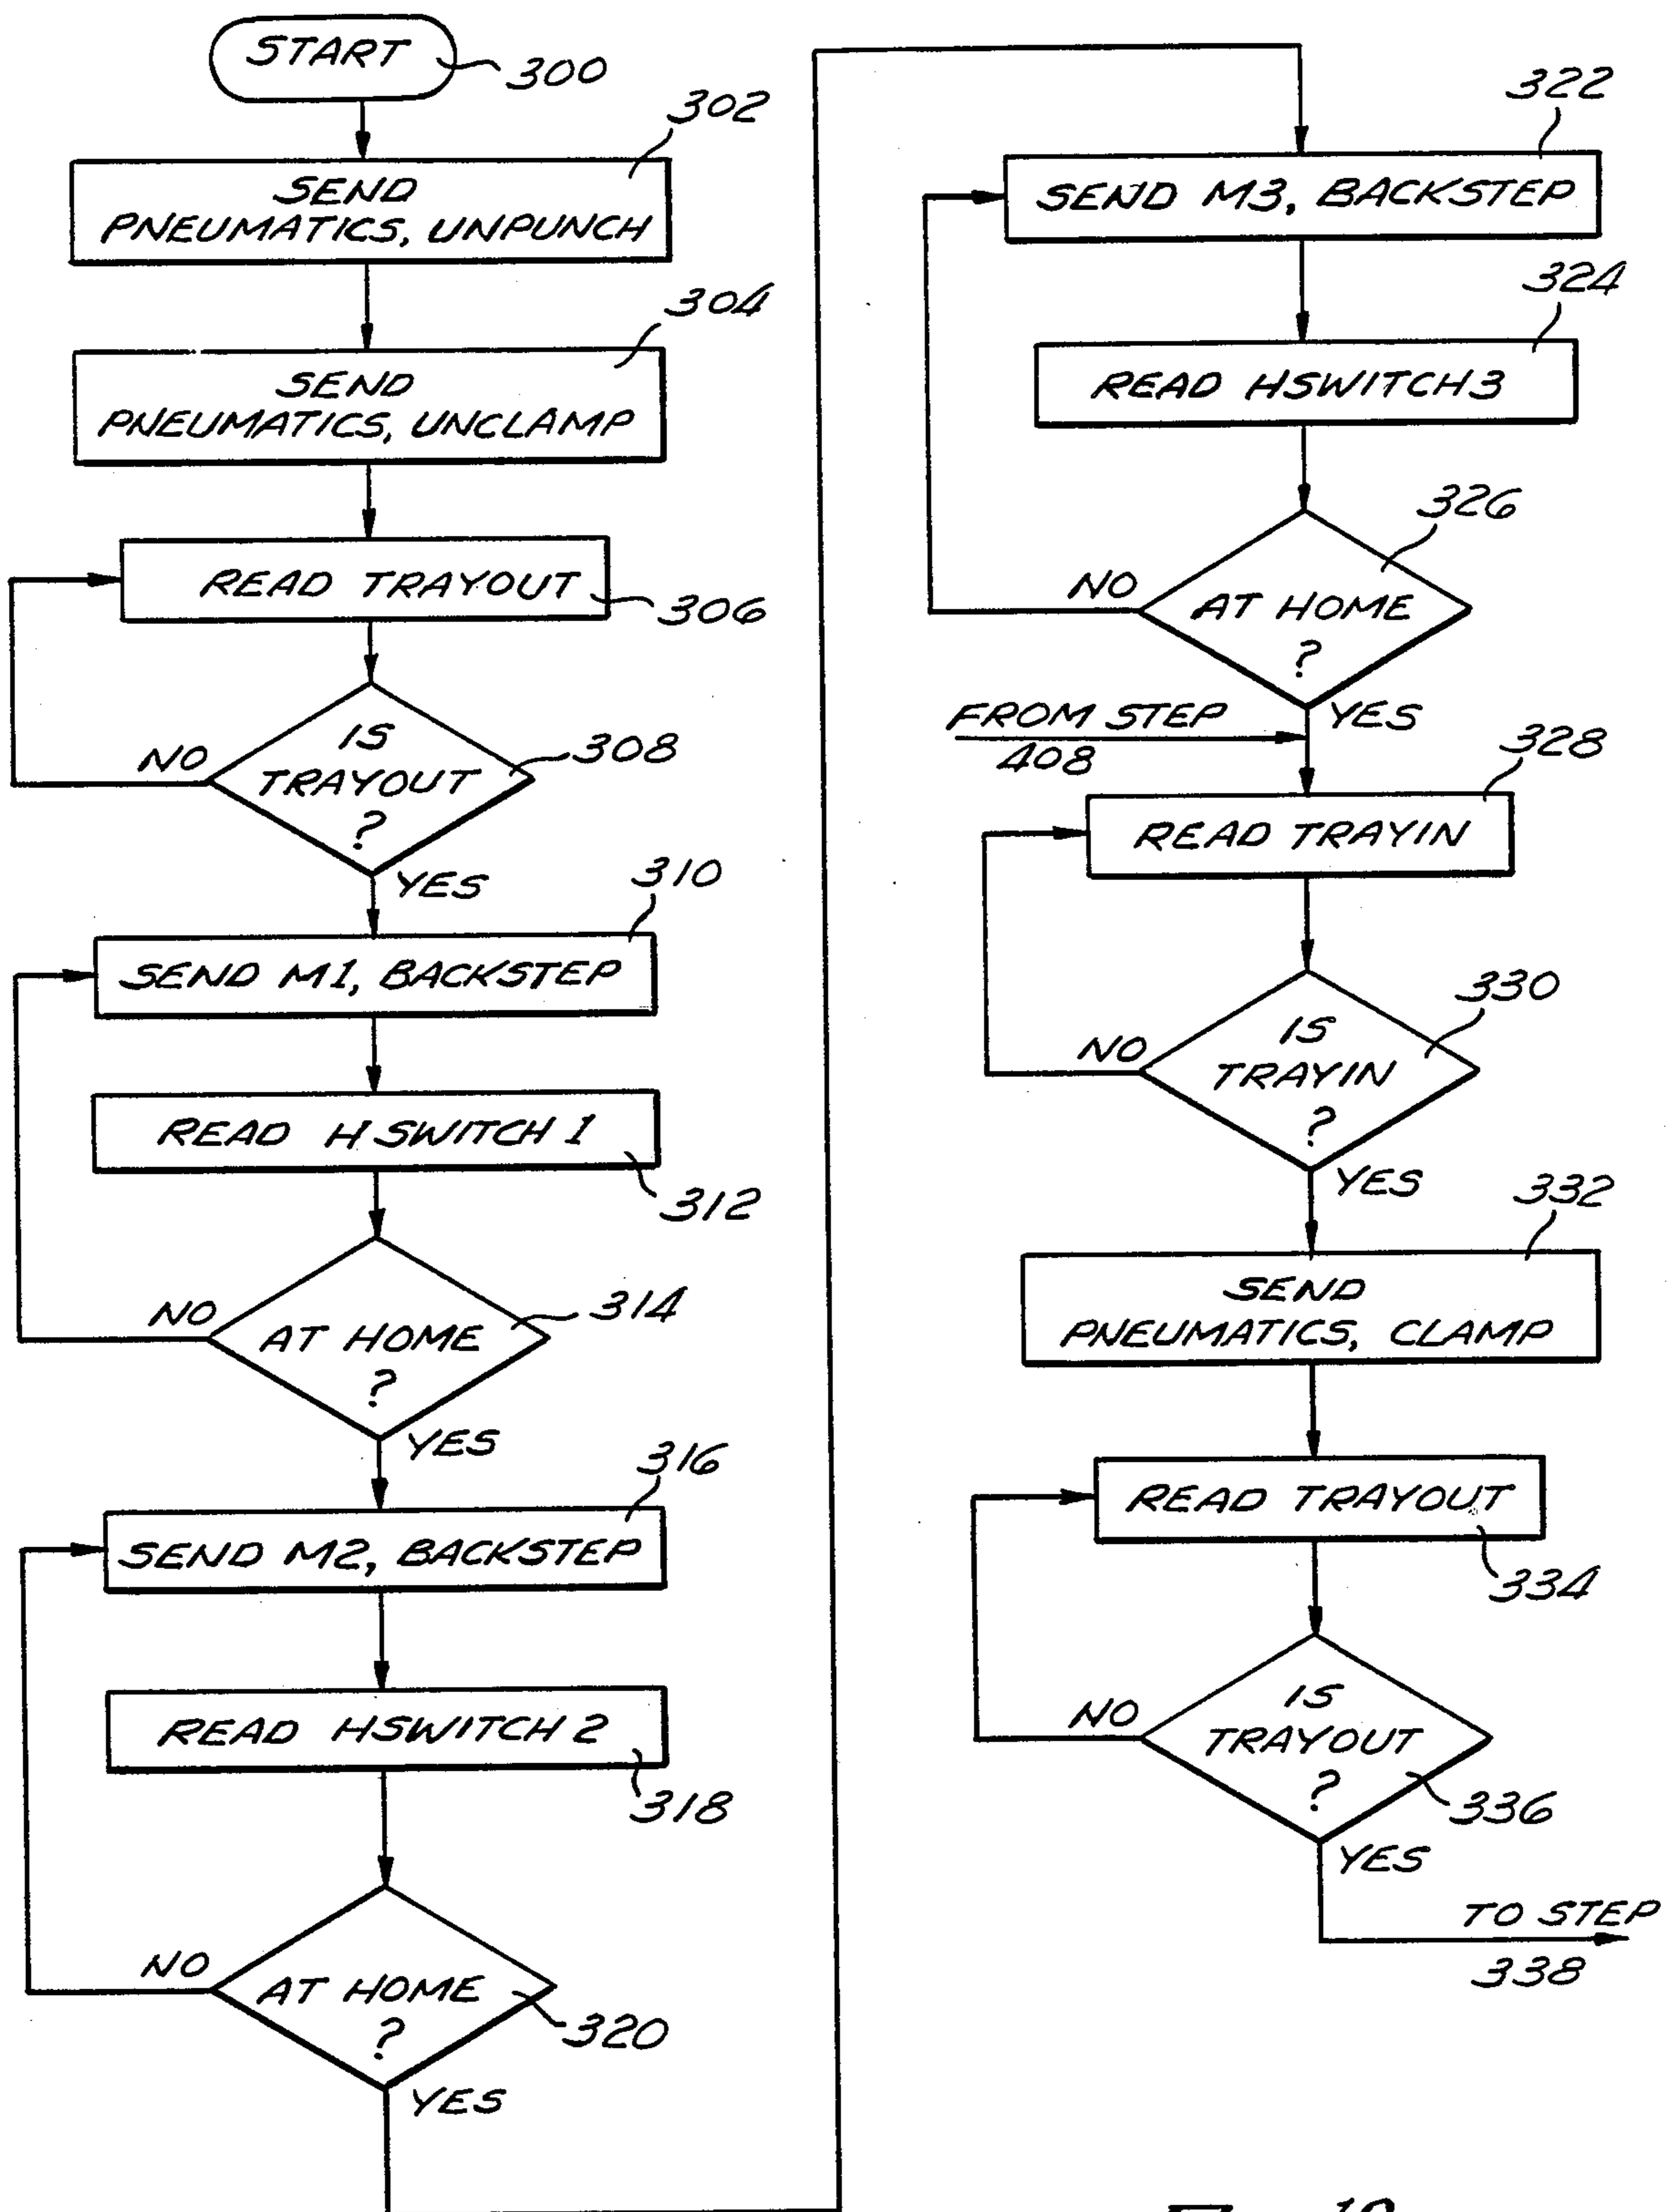 START
300
302
SEND
PNEUMATICS, UNPUNCH
304
SEND
PNEUMATICS, UNCLAMP
READ TRAYOUT
306
IS
TRAYOUT
?
308
NO
YES
310
SEND M1, BACKSTEP
READ H SWITCH 1
312
314
NO
AT HOME
?
YES
316
SEND M2, BACKSTEP
READ HSWITCH 2
318
NO
AT HOME
?
320
YES
322
SEND M3, BACKSTEP
324
READ HSWITCH3
326
NO
AT HOME
?
YES
FROM STEP
408
328
READ TRAYIN
330
IS
TRAYIN
?
NO
YES
332
SEND
PNEUMATICS, CLAMP
READ TRAYOUT
334
IS
TRAYOUT
?
NO
336
YES
TO STEP
338